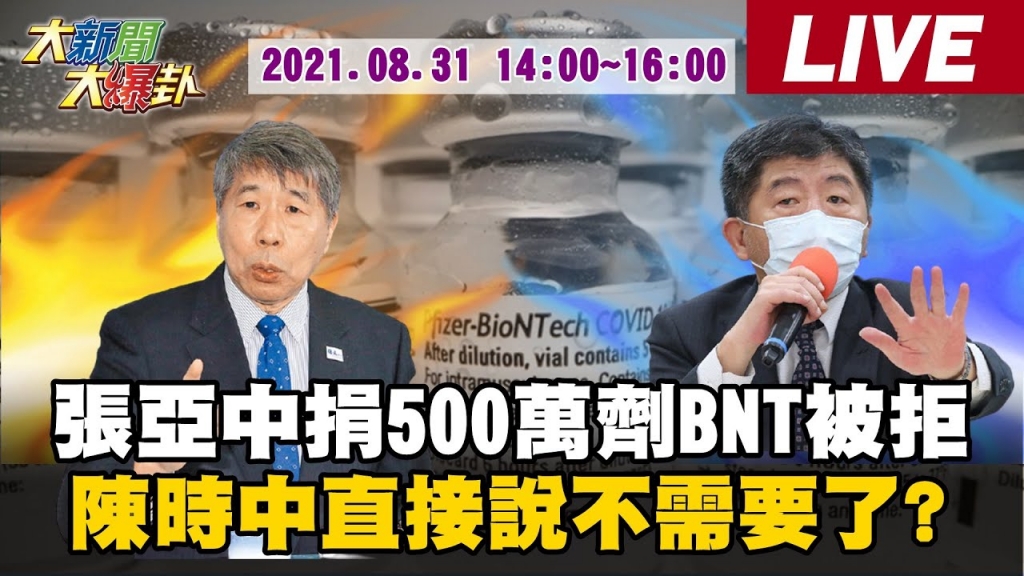 大新聞
大爆卦
2021.08.31 14:00~16:00
LIVE
Pfizer-BioNTech COVID
After dilution, vial contains 5
張亞中捐500萬劑BNT被拒
陳時中直接說不需要了?